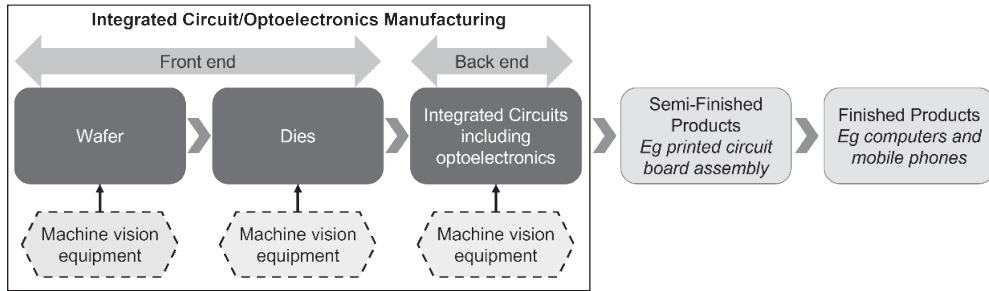 Integrated Circuit/Optoelectronics Manufacturing
Front end
Back end
Wafer
Dies
Integrated Circuits
including
optoelectronics
Semi-Finished
Products
Eg printed circuit
board assembly
Finished Products
Eg computers and
mobile phones
Machine vision
equipment
Machine vision
equipment
Machine vision
equipment